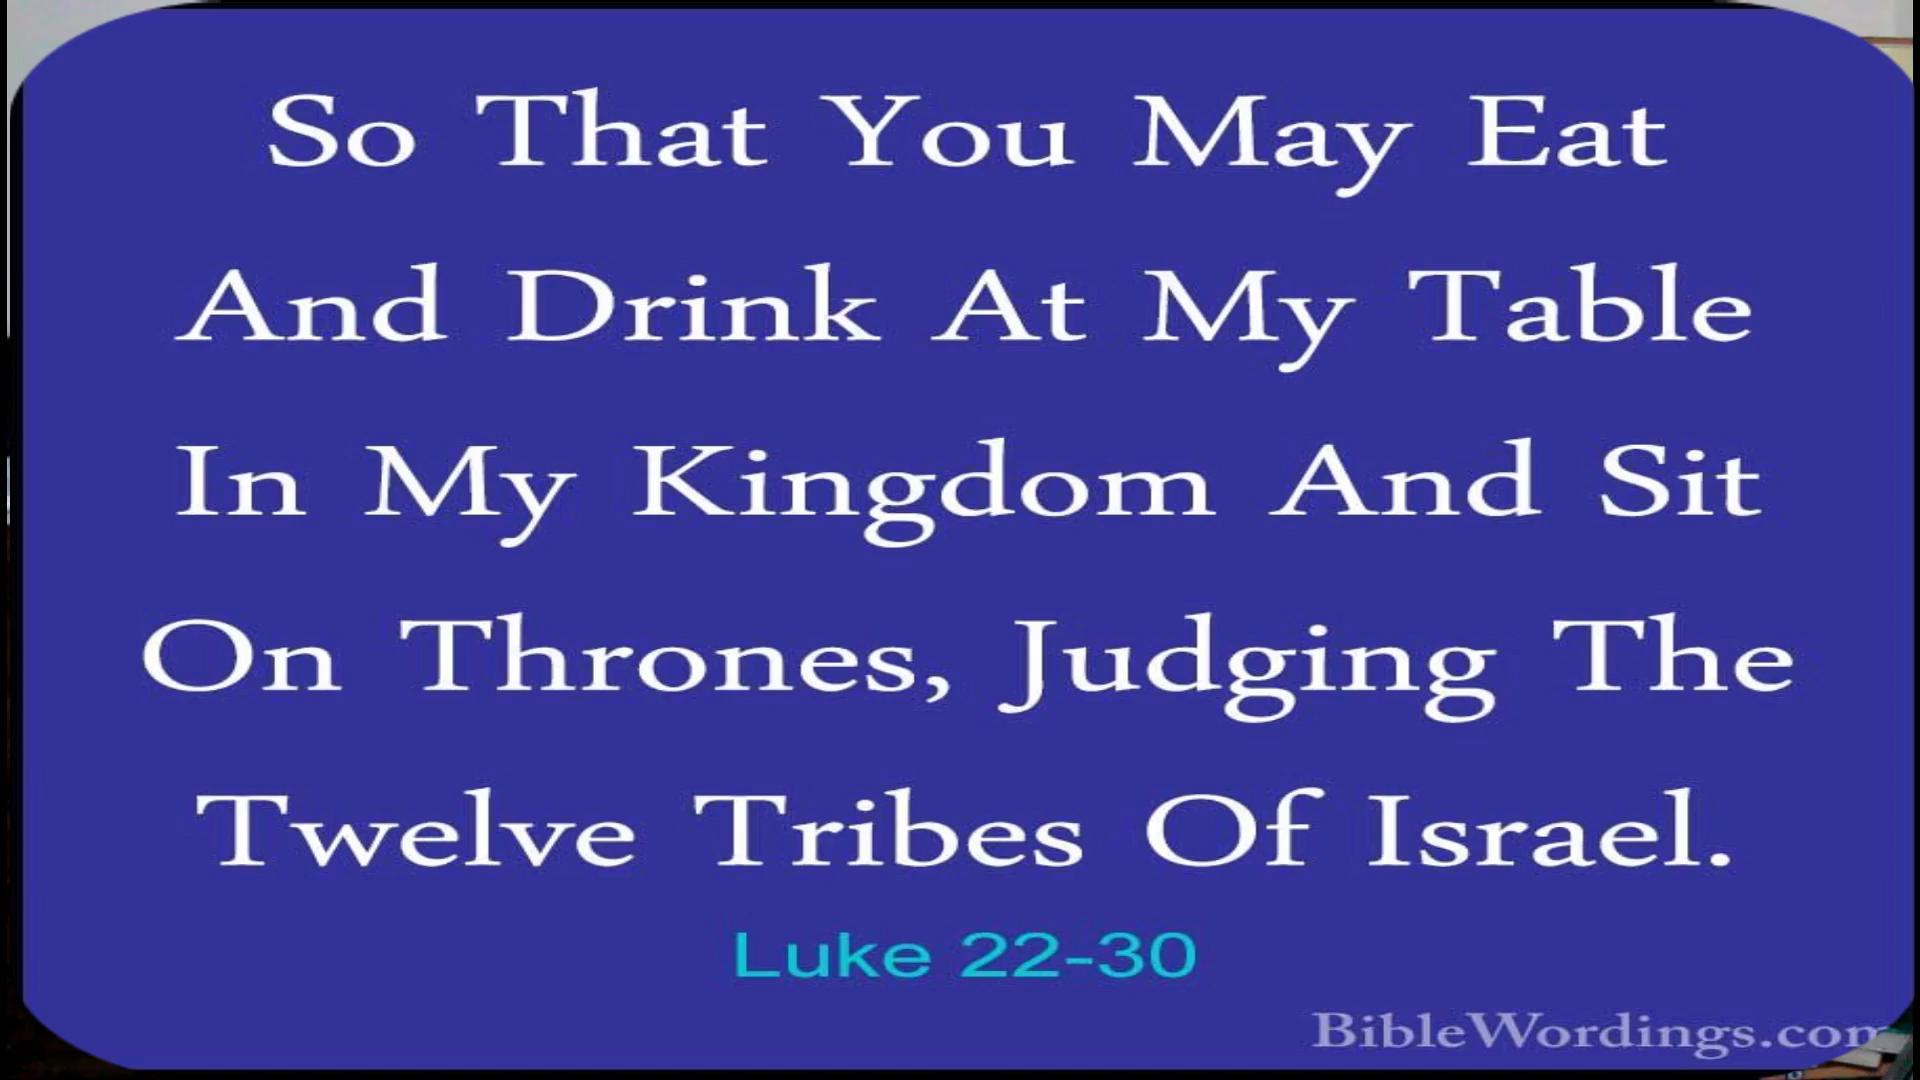 So That You May Eat
And Drink At My Table
In My Kingdom And Sit
On Thrones, Judging The
Twelve Tribes Of Israel.
Luke 22-30
BibleWordings.com